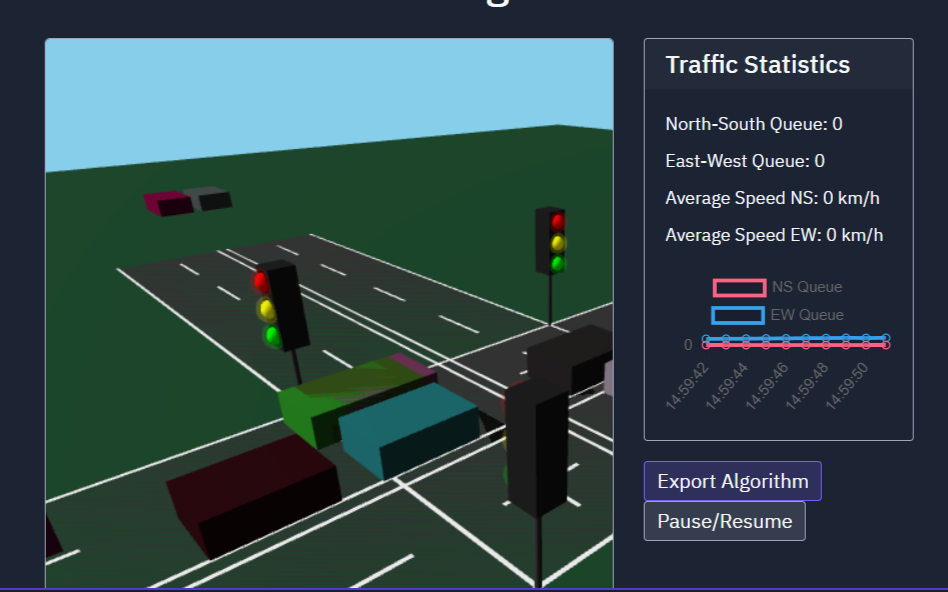 Traffic Statistics
North-South Queue: 0
East-West Queue: 0
Average Speed NS: 0 km/h
Average Speed EW: 0 km/h
NS Queue
EW Queue
0
14:59:42
14:59:44
14:59:46
14:59:48
14:59:50
Export Algorithm
Pause/Resume